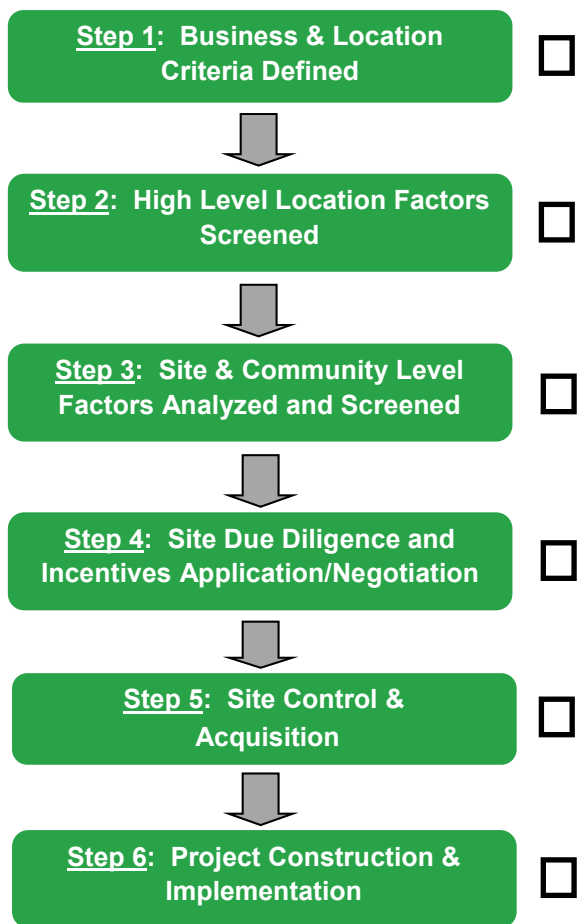 Step 1: Business & Location
Criteria Defined
Step 2: High Level Location Factors
Screened
Step 3: Site & Community Level
Factors Analyzed and Screened
Step 4: Site Due Diligence and
Incentives Application/Negotiation
Step 5: Site Control &
Acquisition
Step 6: Project Construction &
Implementation